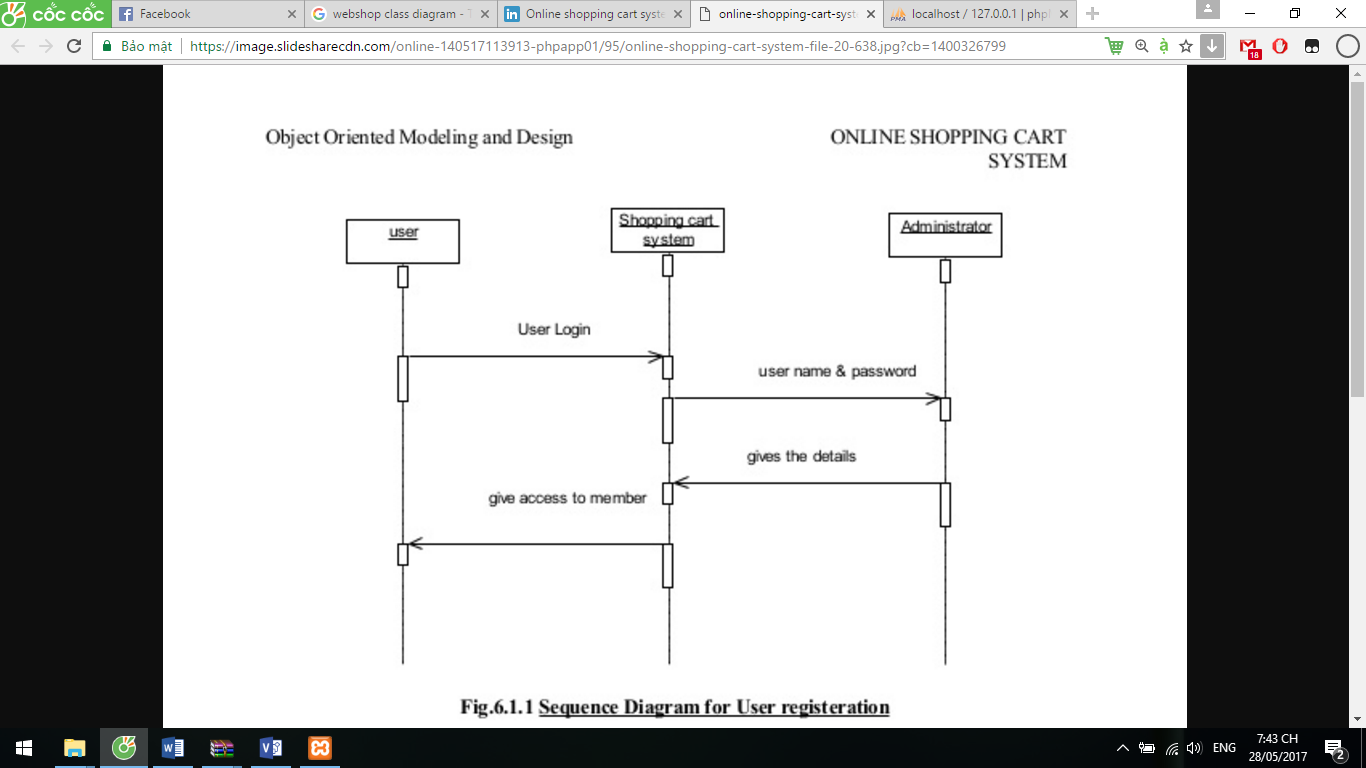 cốc cốc
Facebook
webshop class diagram - T
Online shopping cart syste
online-shopping-cart-syst
localhost / 127.0.0.1 | phpl
Bảo mật
https://image.slidesharecdn.com/online-140517113913-phpapp01/95/online-shopping-cart-system-file-20-638.jpg?cb=1400326799
à
18
Object Oriented Modeling and Design
ONLINE SHOPPING CART
SYSTEM
user
Shopping cart
system
Administrator
User Login
user name & password
gives the details
give access to member
Fig.6.1.1 Sequence Diagram for User registeration
ENG
7:43 CH
28/05/2017
2